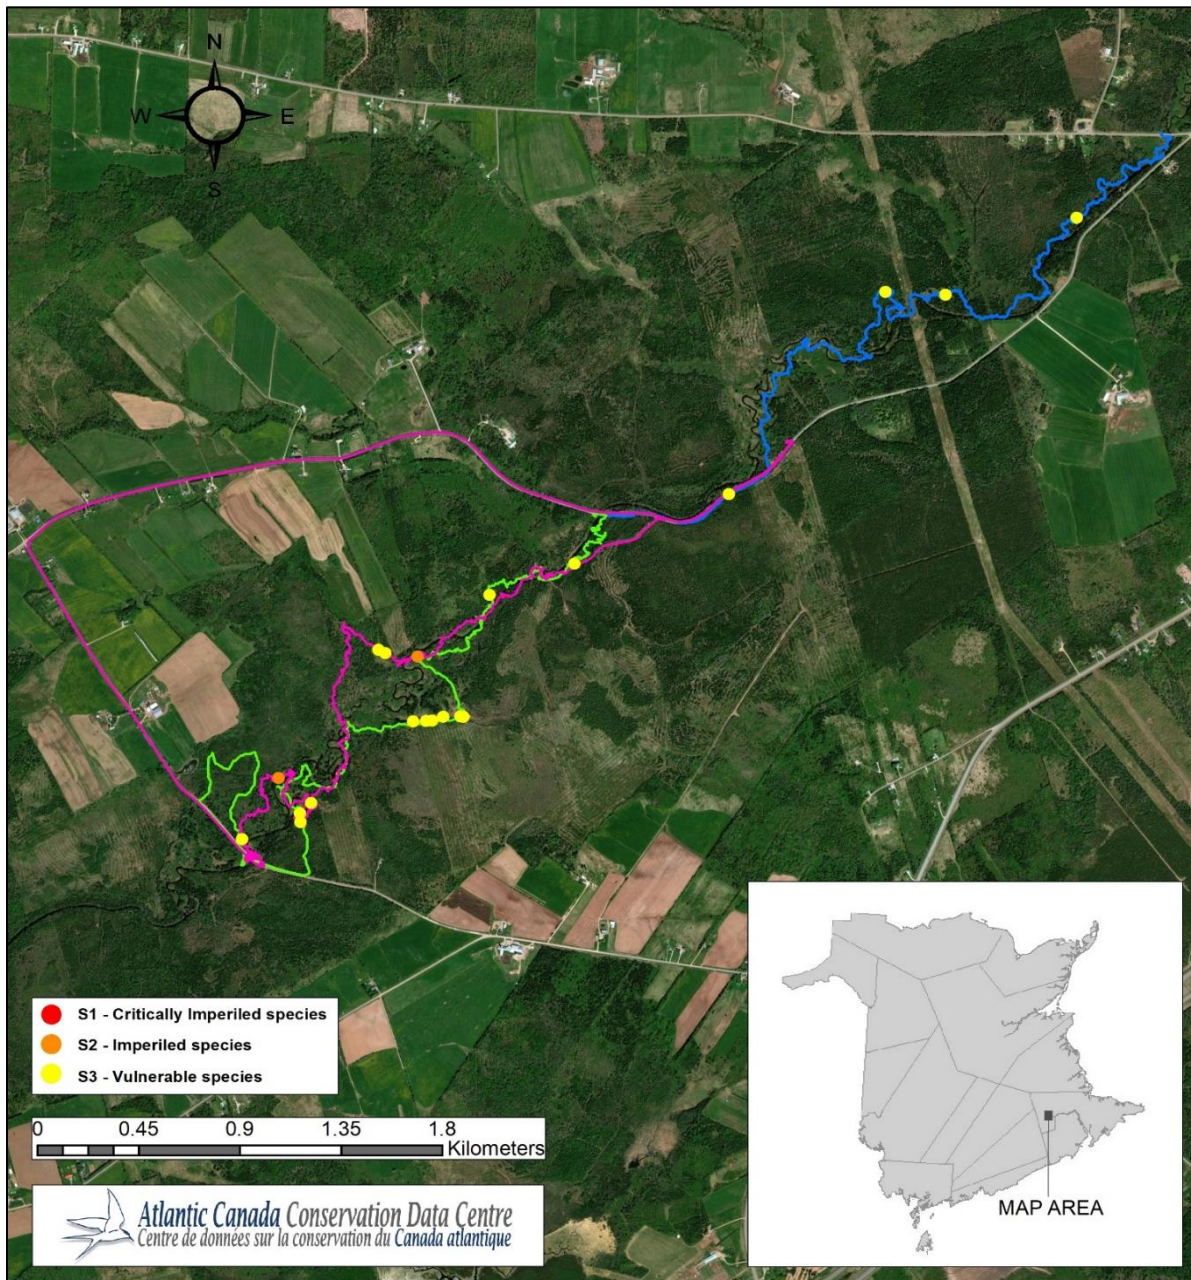 N
W E
S
S1 - Critically Imperiled species
S2 - Imperiled species
S3 - Vulnerable species
0 0.45 0.9 1.35 1.8
Kilometers
Atlantic Canada Conservation Data Centre
Centre de données sur la conservation du Canada atlantique
MAP AREA